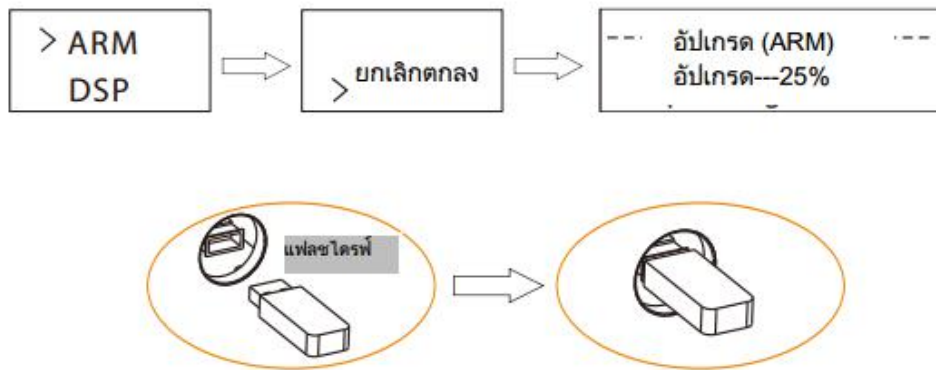 > ARM
DSP
ยกเลิกตกลง
>
--- อัปเกรด (ARM) ---
อัปเกรด---25%
แฟลชไดรฟ์